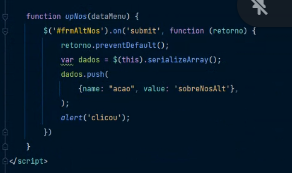 function upNos(dataMenu) {
$('#frmAltNos').on('submit', function (retorno) {
retorno.preventDefault();
var dados = $(this).serializeArray();
dados.push(
{name: "acao", value: 'sobreNosAlt'},
);
alert('clicou');
})
}
</script>